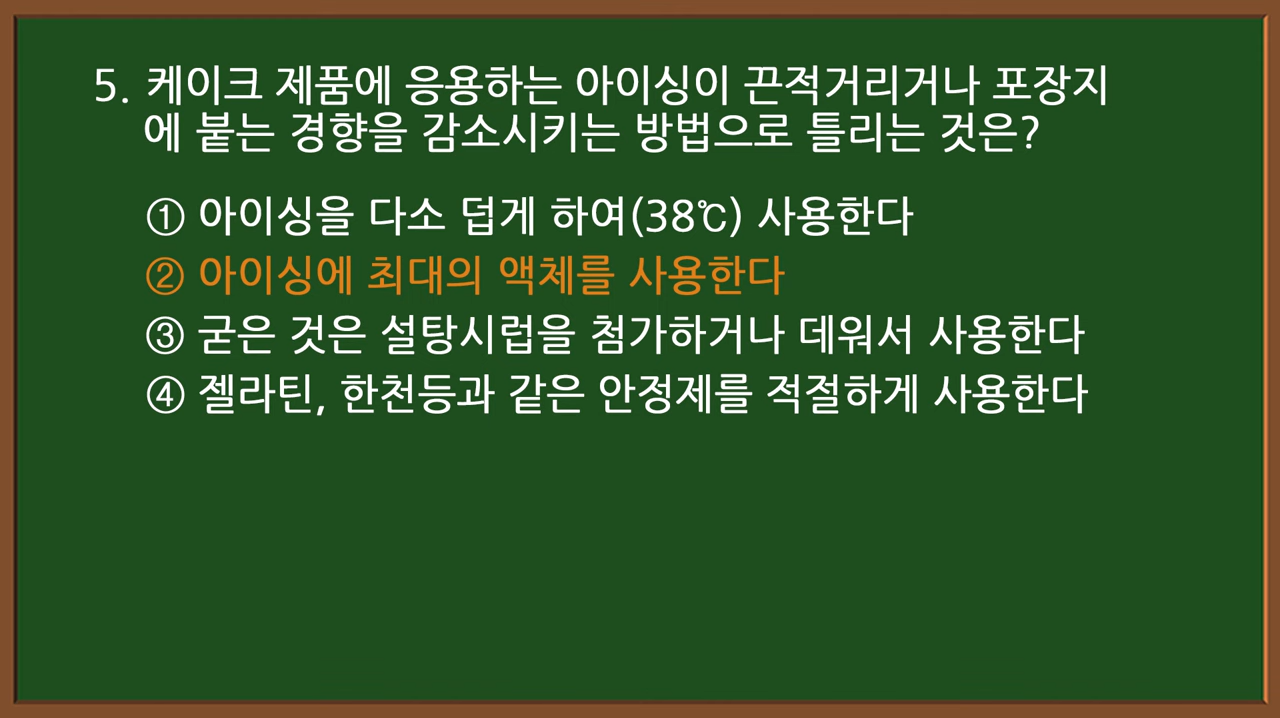 5. 케이크 제품에 응용하는 아이싱이 끈적거리거나 포장지
에 붙는 경향을 감소시키는 방법으로 틀리는 것은?
① 아이싱을 다소 덥게 하여(38℃) 사용한다
② 아이싱에 최대의 액체를 사용한다
③ 굳은 것은 설탕시럽을 첨가하거나 데워서 사용한다
④ 젤라틴, 한천등과 같은 안정제를 적절하게 사용한다